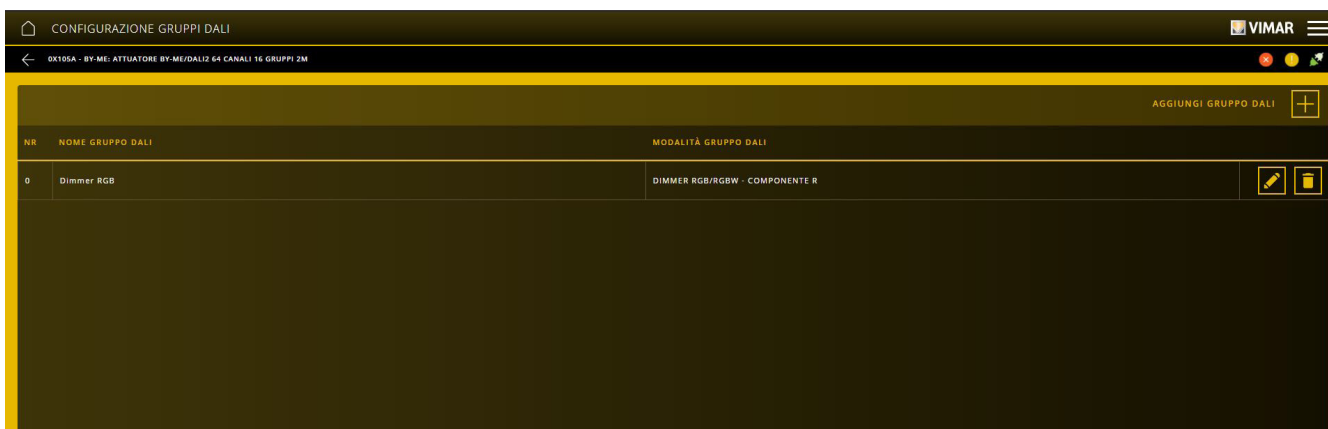 CONFIGURAZIONE GRUPPI DALI
VIMAR
0X105A - BY-ME: ATTUATORE BY-ME/DALI2 64 CANALI 16 GRUPPI 2M
AGGIUNGI GRUPPO DALI
NR NOME GRUPPO DALI MODALITÀ GRUPPO DALI
0 Dimmer RGB DIMMER RGB/RGBW - COMPONENTE R